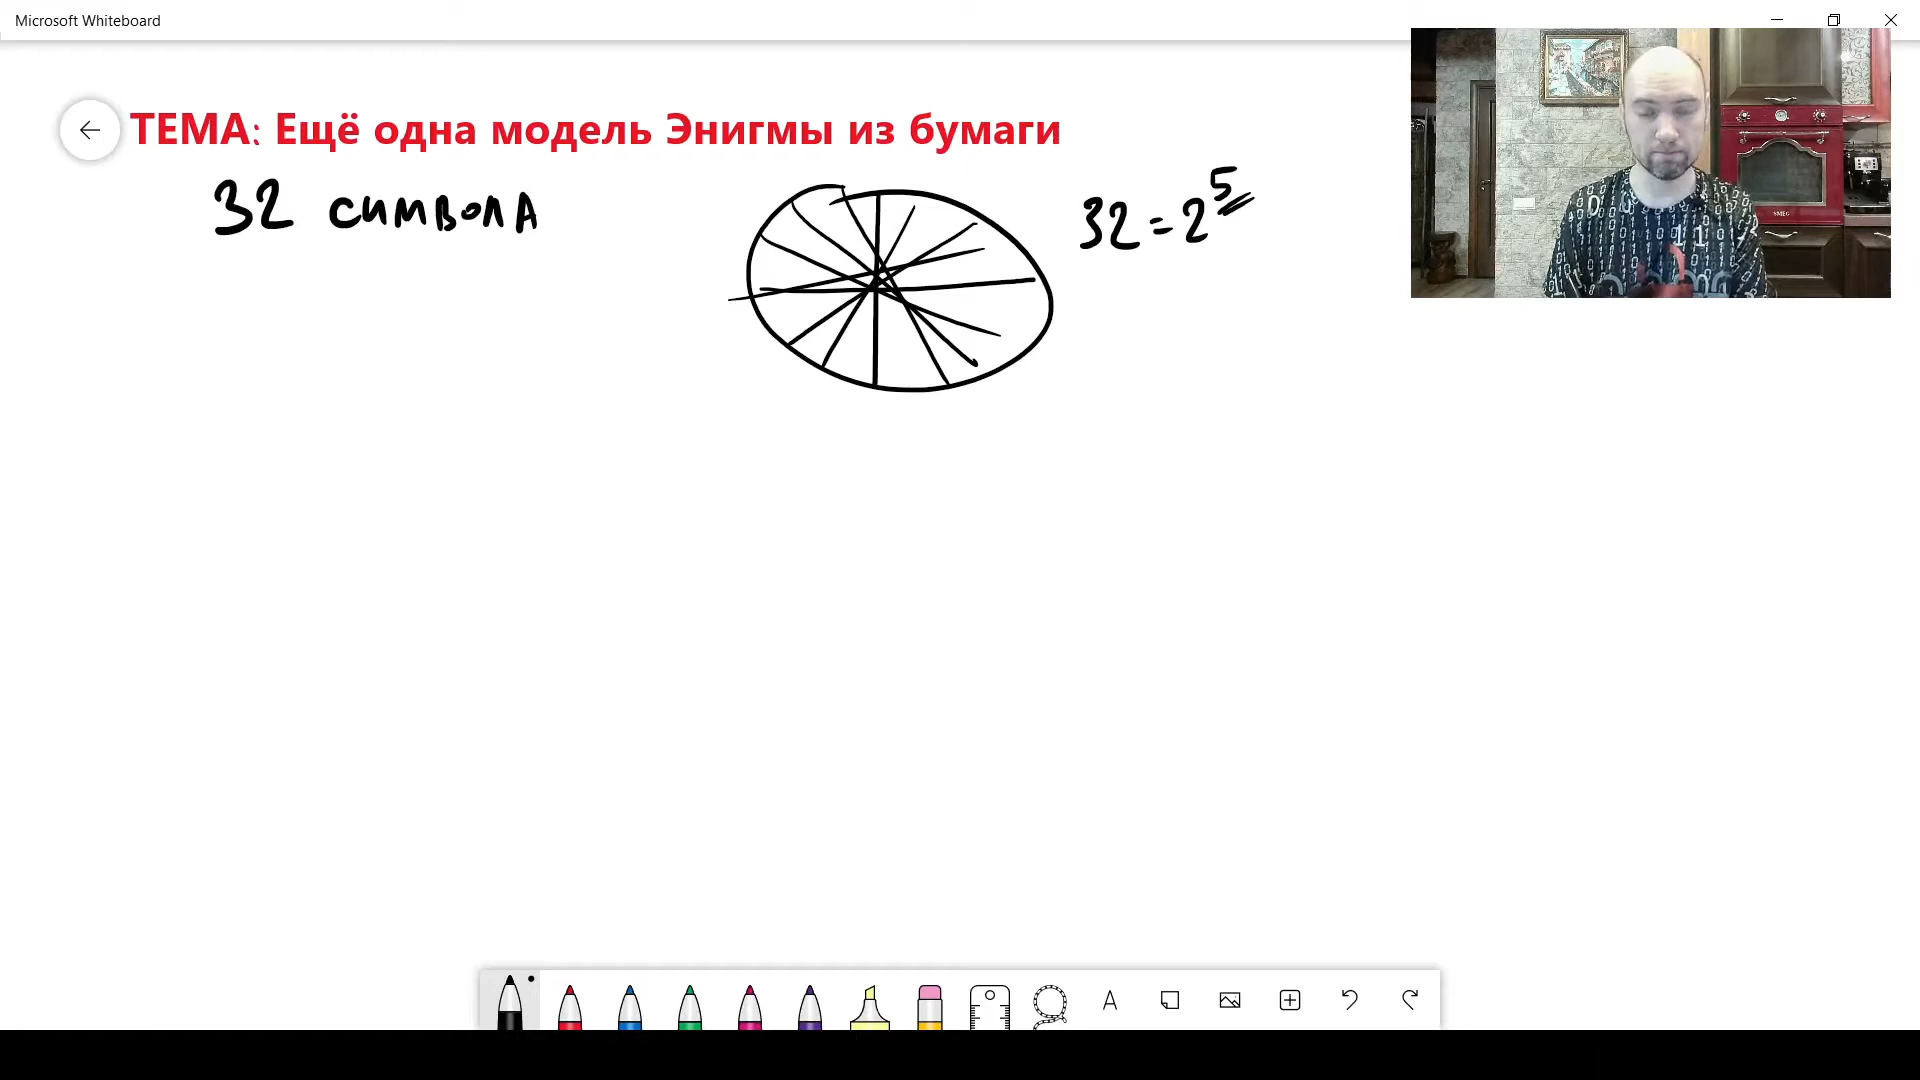 Microsoft Whiteboard
ТЕМА: Ещё одна модель Энигмы из бумаги
32 символа
32 = 2⁵